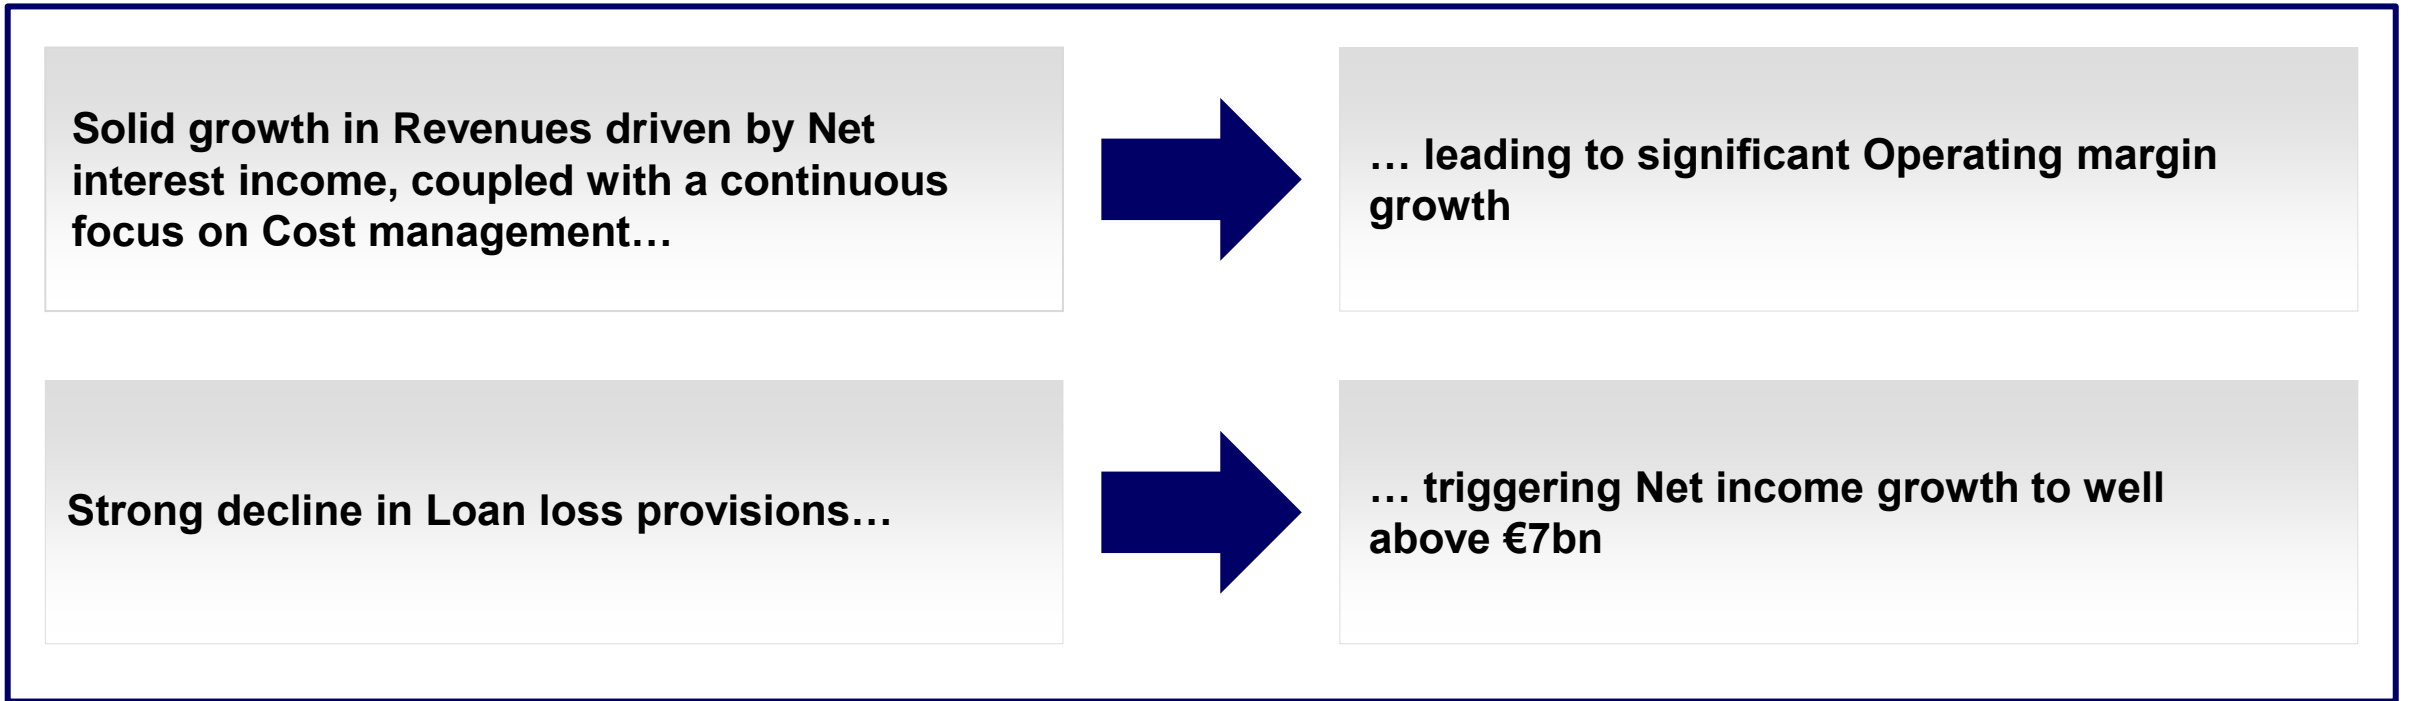 Solid growth in Revenues driven by Net
interest income, coupled with a continuous
focus on Cost management…
… leading to significant Operating margin
growth
Strong decline in Loan loss provisions…
… triggering Net income growth to well
above €7bn